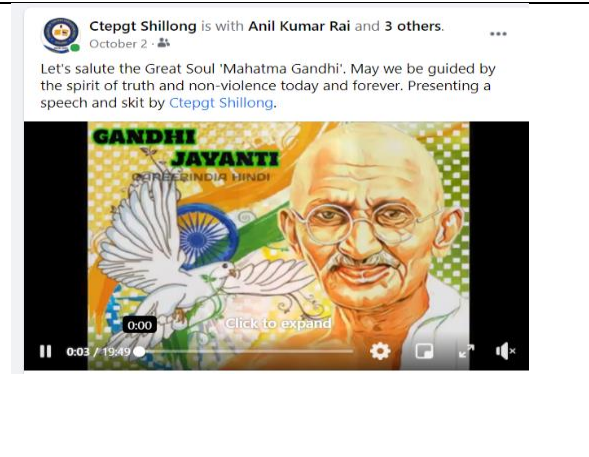 Ctepgt Shillong is with Anil Kumar Rai and 3 others.
October 2 ·
Let's salute the Great Soul 'Mahatma Gandhi'. May we be guided by
the spirit of truth and non-violence today and forever. Presenting a
speech and skit by Ctepgt Shillong.
GANDHI
JAYANTI
CAREERINDIA HINDI
0:00
Click to expand
0:03 / 19:49